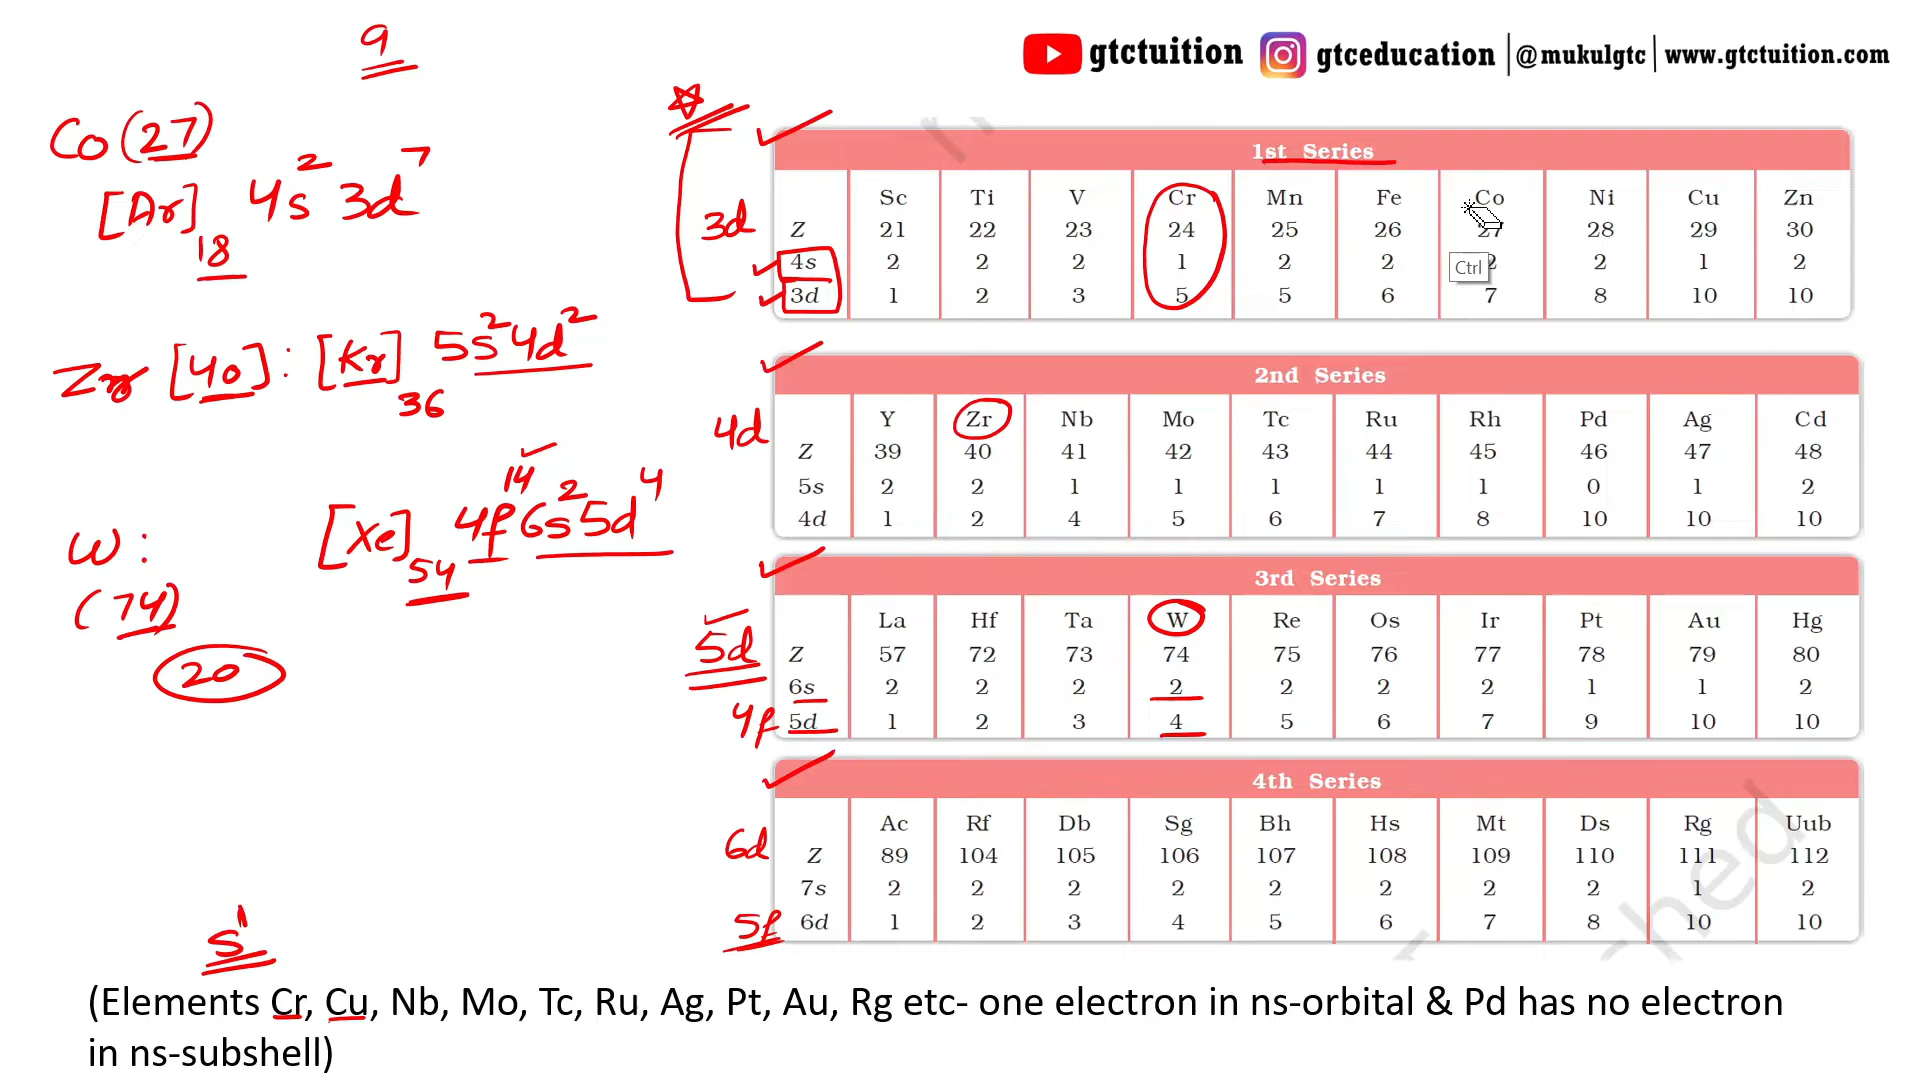 gtctuition gtceducation | @mukulgtc | www.gtctuition.com
9
Co (27)
[Ar] 4s² 3d⁷
18
Zr [40] : [Kr] 5s² 4d²
36
W : [Xe] 4f¹⁴ 6s² 5d⁴
54
(74)
20
s¹
3d
1st Series
Sc Ti V Cr Mn Fe Co Ni Cu Zn
Z 21 22 23 24 25 26 27 28 29 30
4s 2 2 2 1 2 2 2 2 1 2
Ctrl
3d 1 2 3 5 5 6 7 8 10 10
4d
2nd Series
Y Zr Nb Mo Tc Ru Rh Pd Ag Cd
Z 39 40 41 42 43 44 45 46 47 48
5s 2 2 1 1 1 1 1 0 1 2
4d 1 2 4 5 6 7 8 10 10 10
5d
4f
3rd Series
La Hf Ta W Re Os Ir Pt Au Hg
Z 57 72 73 74 75 76 77 78 79 80
6s 2 2 2 2 2 2 2 1 1 2
5d 1 2 3 4 5 6 7 9 10 10
6d
5f
4th Series
Ac Rf Db Sg Bh Hs Mt Ds Rg Uub
Z 89 104 105 106 107 108 109 110 111 112
7s 2 2 2 2 2 2 2 2 1 2
6d 1 2 3 4 5 6 7 8 10 10
(Elements Cr, Cu, Nb, Mo, Tc, Ru, Ag, Pt, Au, Rg etc- one electron in ns-orbital & Pd has no electron
in ns-subshell)